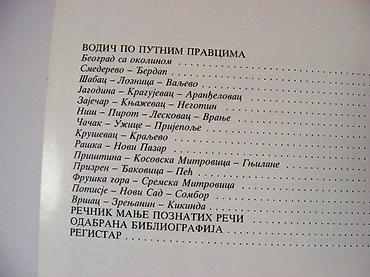 ВОДИЧ ПО ПУТНИМ ПРАВЦИМА
Београд са околином
Смедерево – Ђердап
Шабац – Лозница – Ваљево
Јагодина – Крагујевац – Аранђеловац
Зајечар – Књажевац – Неготин
Ниш – Пирот – Лесковац – Врање
Чачак – Ужице – Пријепоље
Крушевац – Краљево
Рашка – Нови Пазар
Приштина – Косовска Митровица – Гњилане
Призрен – Ђаковица – Пећ
Фрушка гора – Сремска Митровица
Потисје – Нови Сад – Сомбор
Вршац – Зрењанин – Кикинда
РЕЧНИК МАЊЕ ПОЗНАТИХ РЕЧИ
ОДАБРАНА БИБЛИОГРАФИЈА
РЕГИСТАР